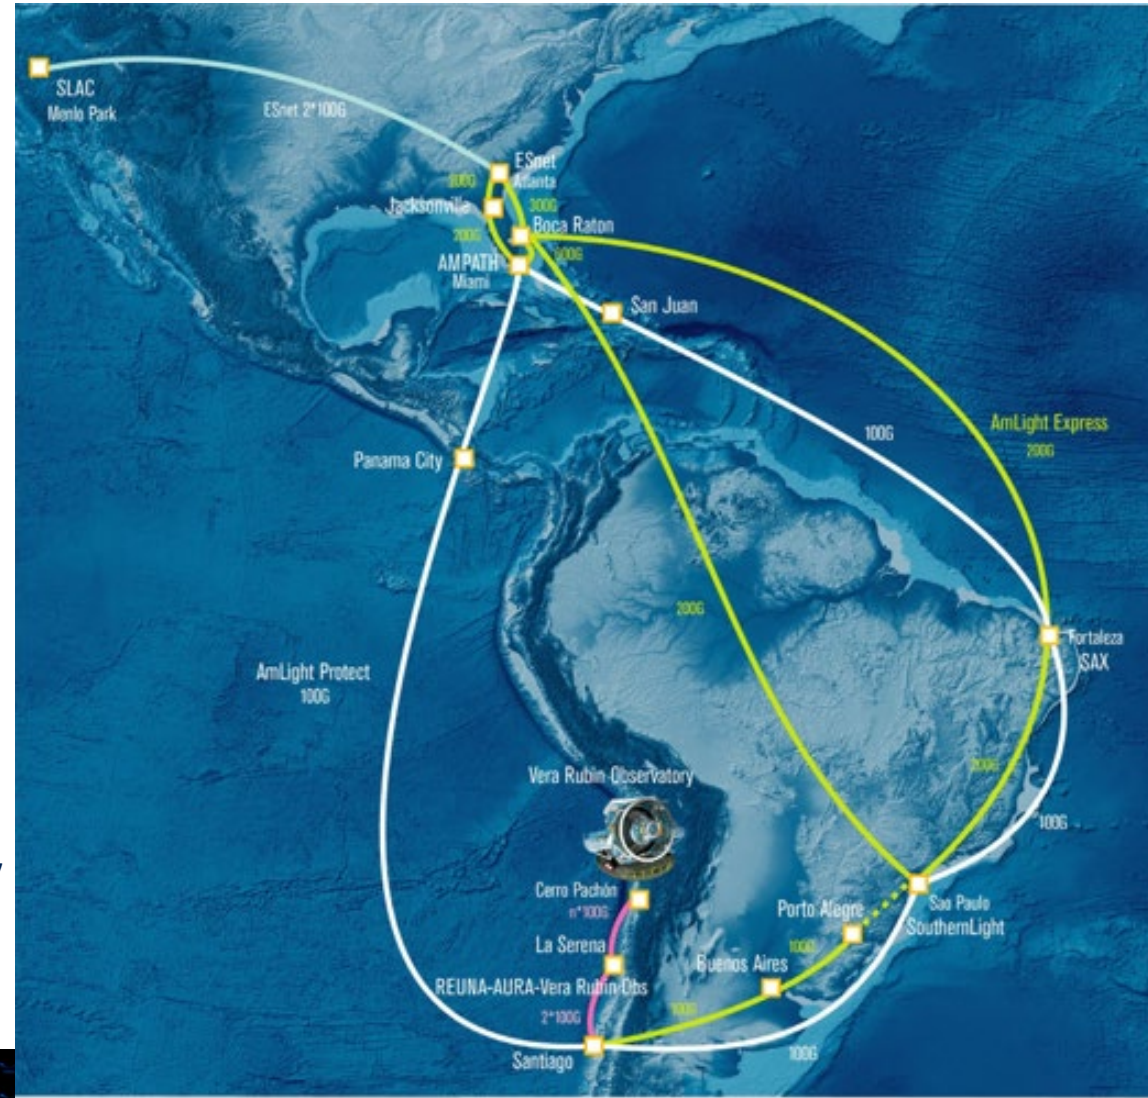 SLAC
Menlo Park
ESnet 2*100G
ESnet
Atlanta
Jacksonville
300G
Boca Raton
200G
AMPATH
Miami
San Juan
100G
AmLight Express
200G
Panama City
200G
Fortaleza
SAX
AmLight Protect
100G
200G
Vera Rubin Observatory
100G
Cerro Pachón
n*100G
Sao Paulo
SouthernLight
Porto Alegre
100G
La Serena
Buenos Aires
REUNA-AURA-Vera Rubin Obs
100G
2*100G
100G
Santiago